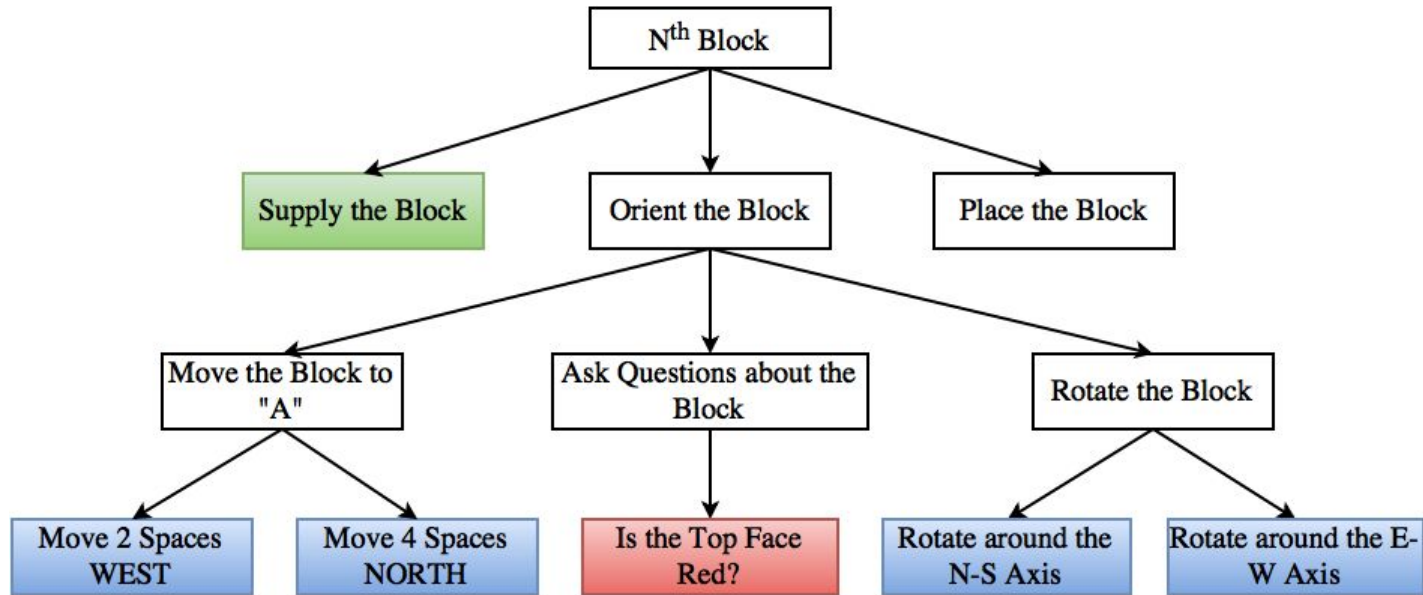 Nth Block
Supply the Block
Orient the Block
Place the Block
Move the Block to
"A"
Ask Questions about the
Block
Rotate the Block
Move 2 Spaces
WEST
Move 4 Spaces
NORTH
Is the Top Face
Red?
Rotate around the
N-S Axis
Rotate around the E-
W Axis